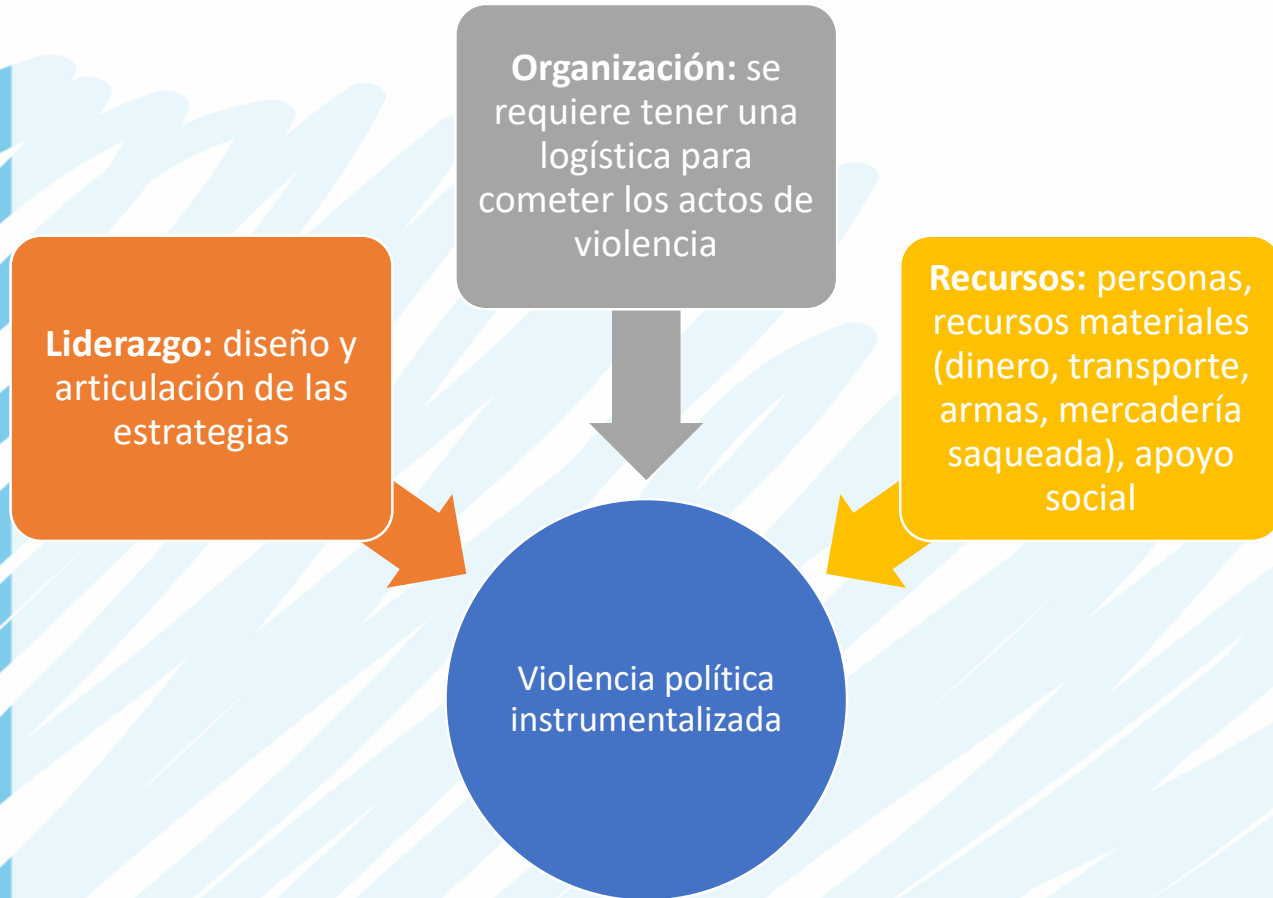 Organización: se
requiere tener una
logística para
cometer los actos de
violencia
Liderazgo: diseño y
articulación de las
estrategias
Recursos: personas,
recursos materiales
(dinero, transporte,
armas, mercadería
saqueada), apoyo
social
Violencia política
instrumentalizada